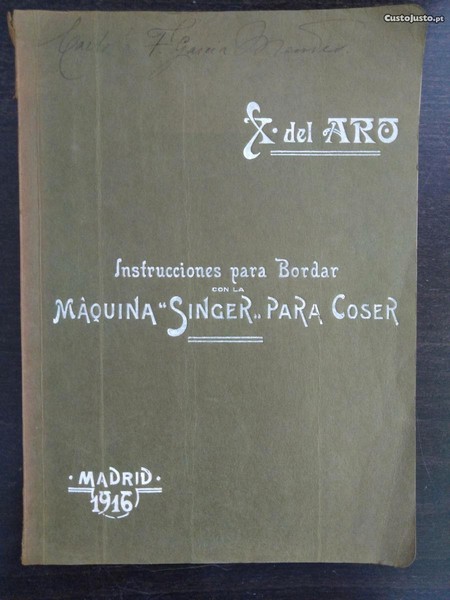 CustoJusto.pt
X. del ARO
Instrucciones para Bordar
CON LA
MÁQUINA "SINGER" PARA COSER
·MADRID·
1916